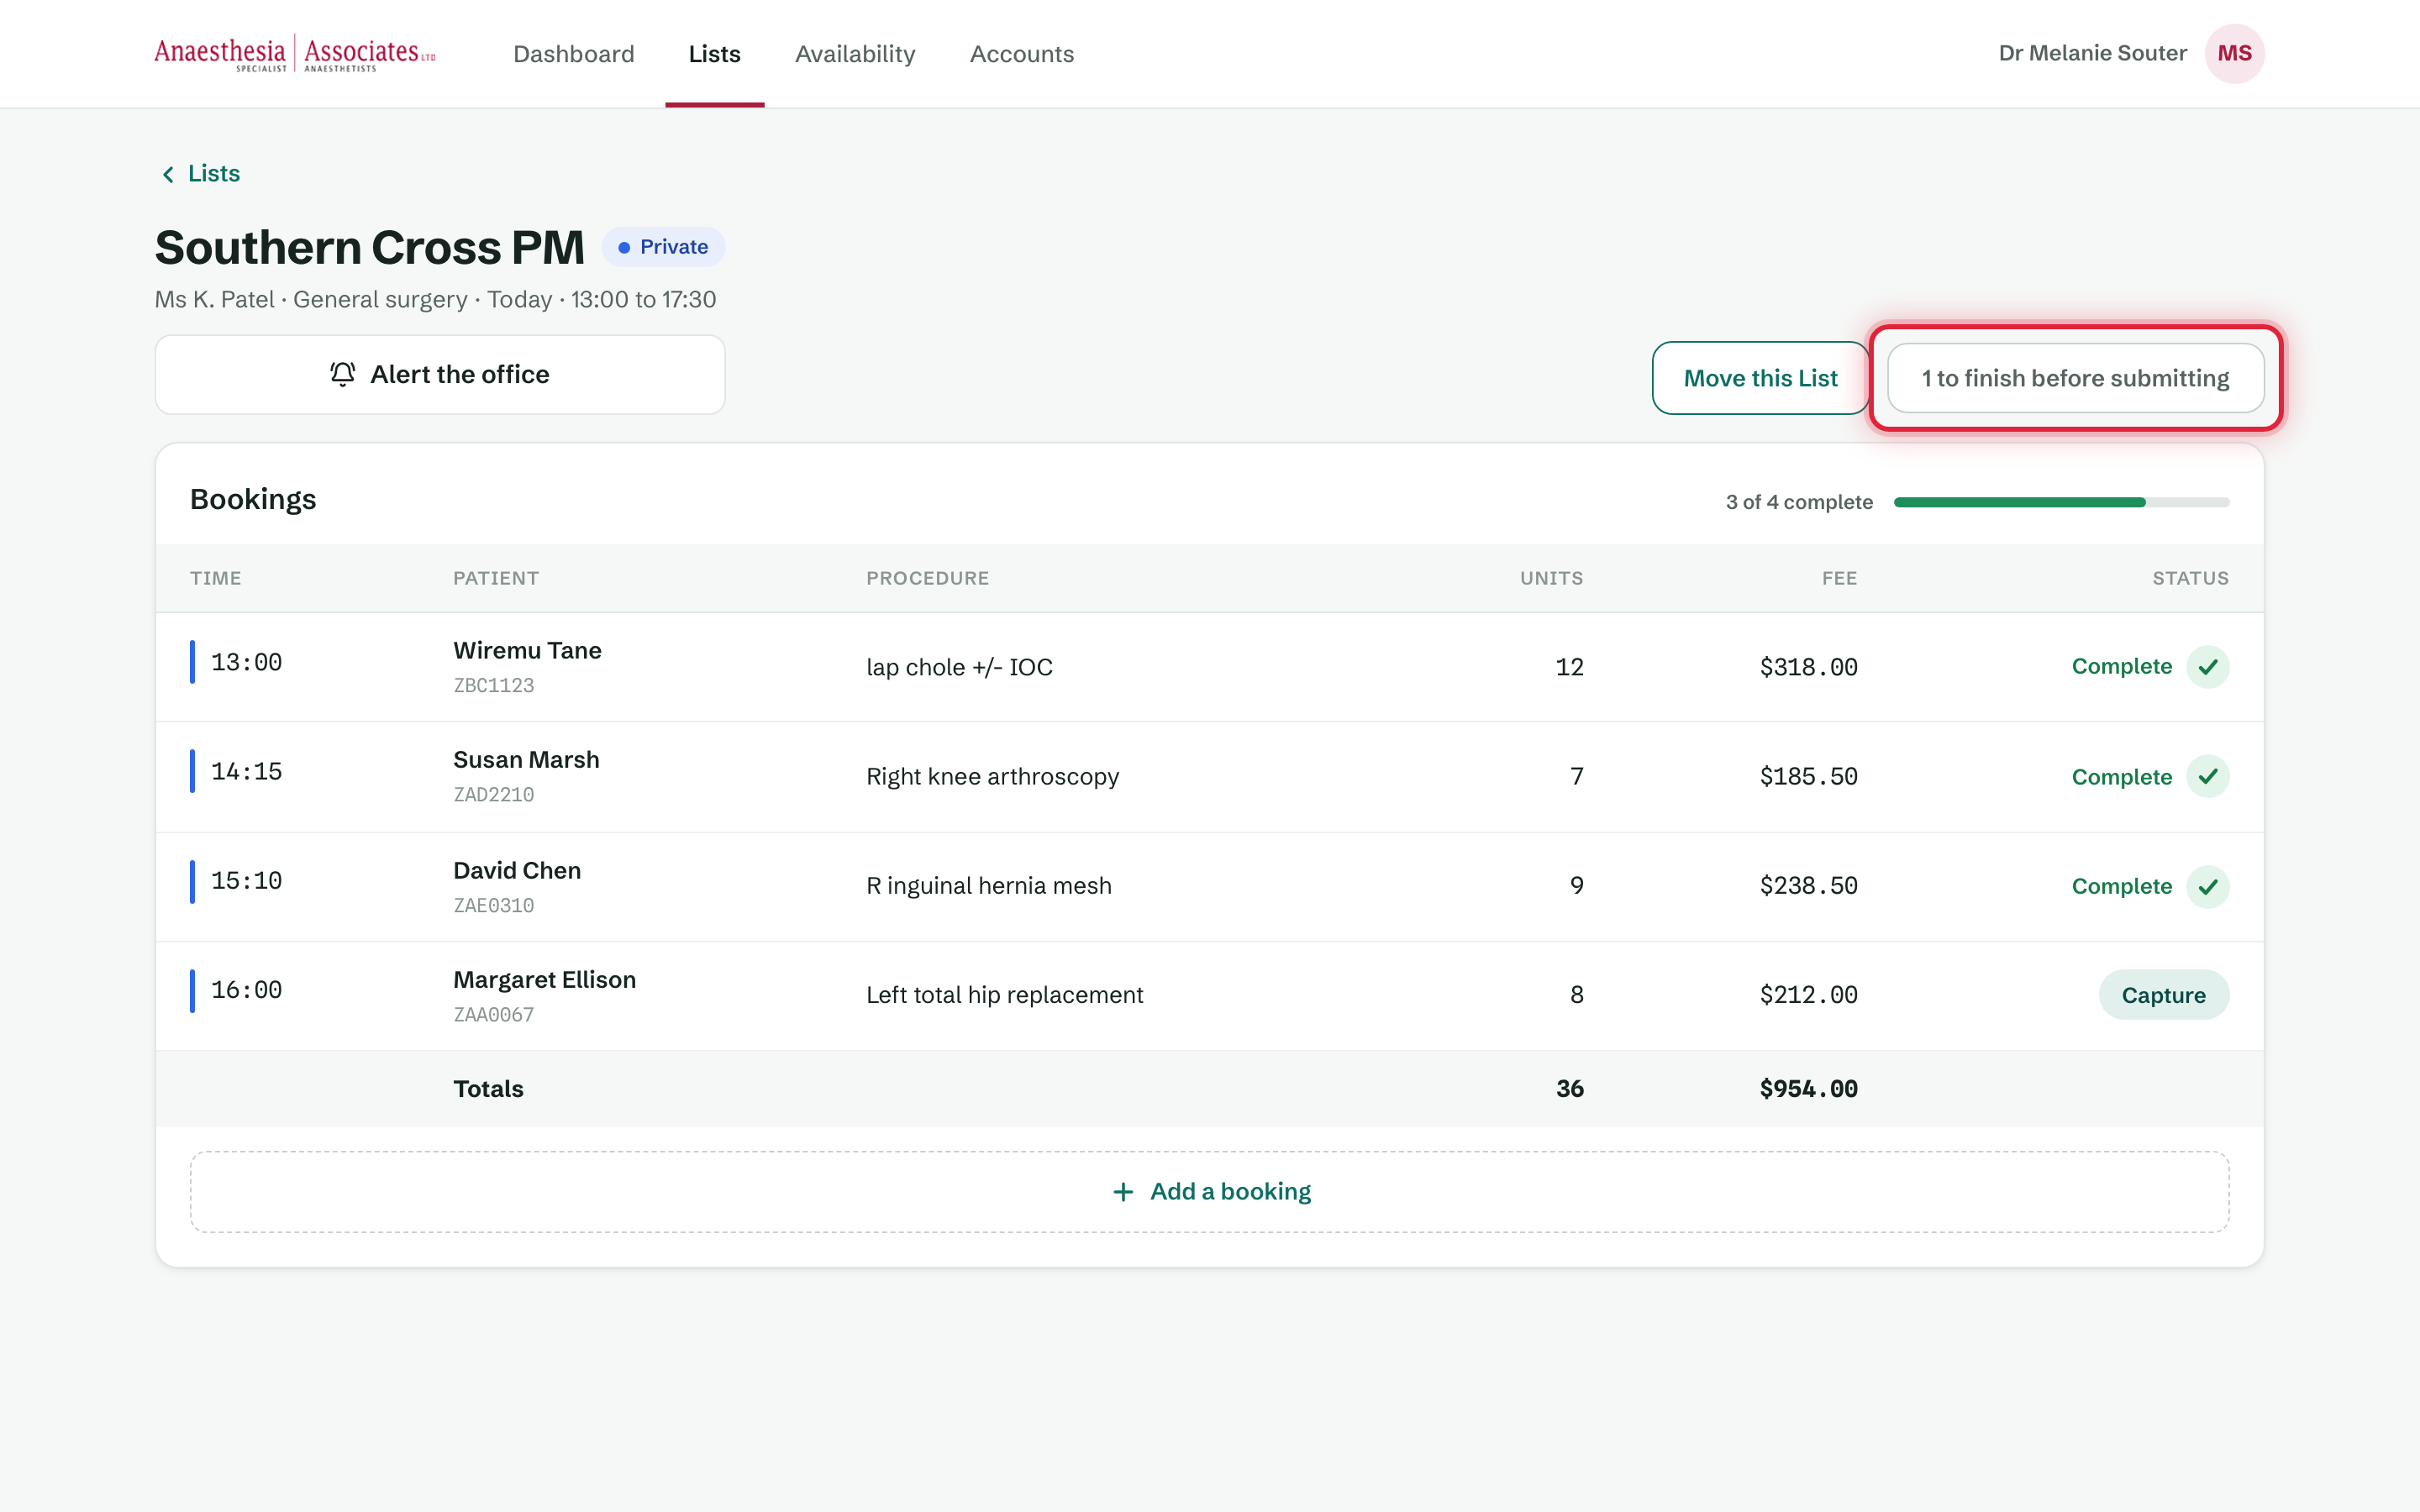 Anaesthesia | Associates LTD
SPECIALIST ANAESTHETISTS
Dashboard
Lists
Availability
Accounts
Dr Melanie Souter
MS
Lists
Southern Cross PM
Private
Ms K. Patel · General surgery · Today · 13:00 to 17:30
Alert the office
Move this List
1 to finish before submitting
Bookings
3 of 4 complete
TIME PATIENT PROCEDURE UNITS FEE STATUS
13:00 Wiremu Tane lap chole +/- IOC 12 $318.00 Complete
ZBC1123
14:15 Susan Marsh Right knee arthroscopy 7 $185.50 Complete
ZAD2210
15:10 David Chen R inguinal hernia mesh 9 $238.50 Complete
ZAE0310
16:00 Margaret Ellison Left total hip replacement 8 $212.00 Capture
ZAA0067
Totals 36 $954.00
+ Add a booking